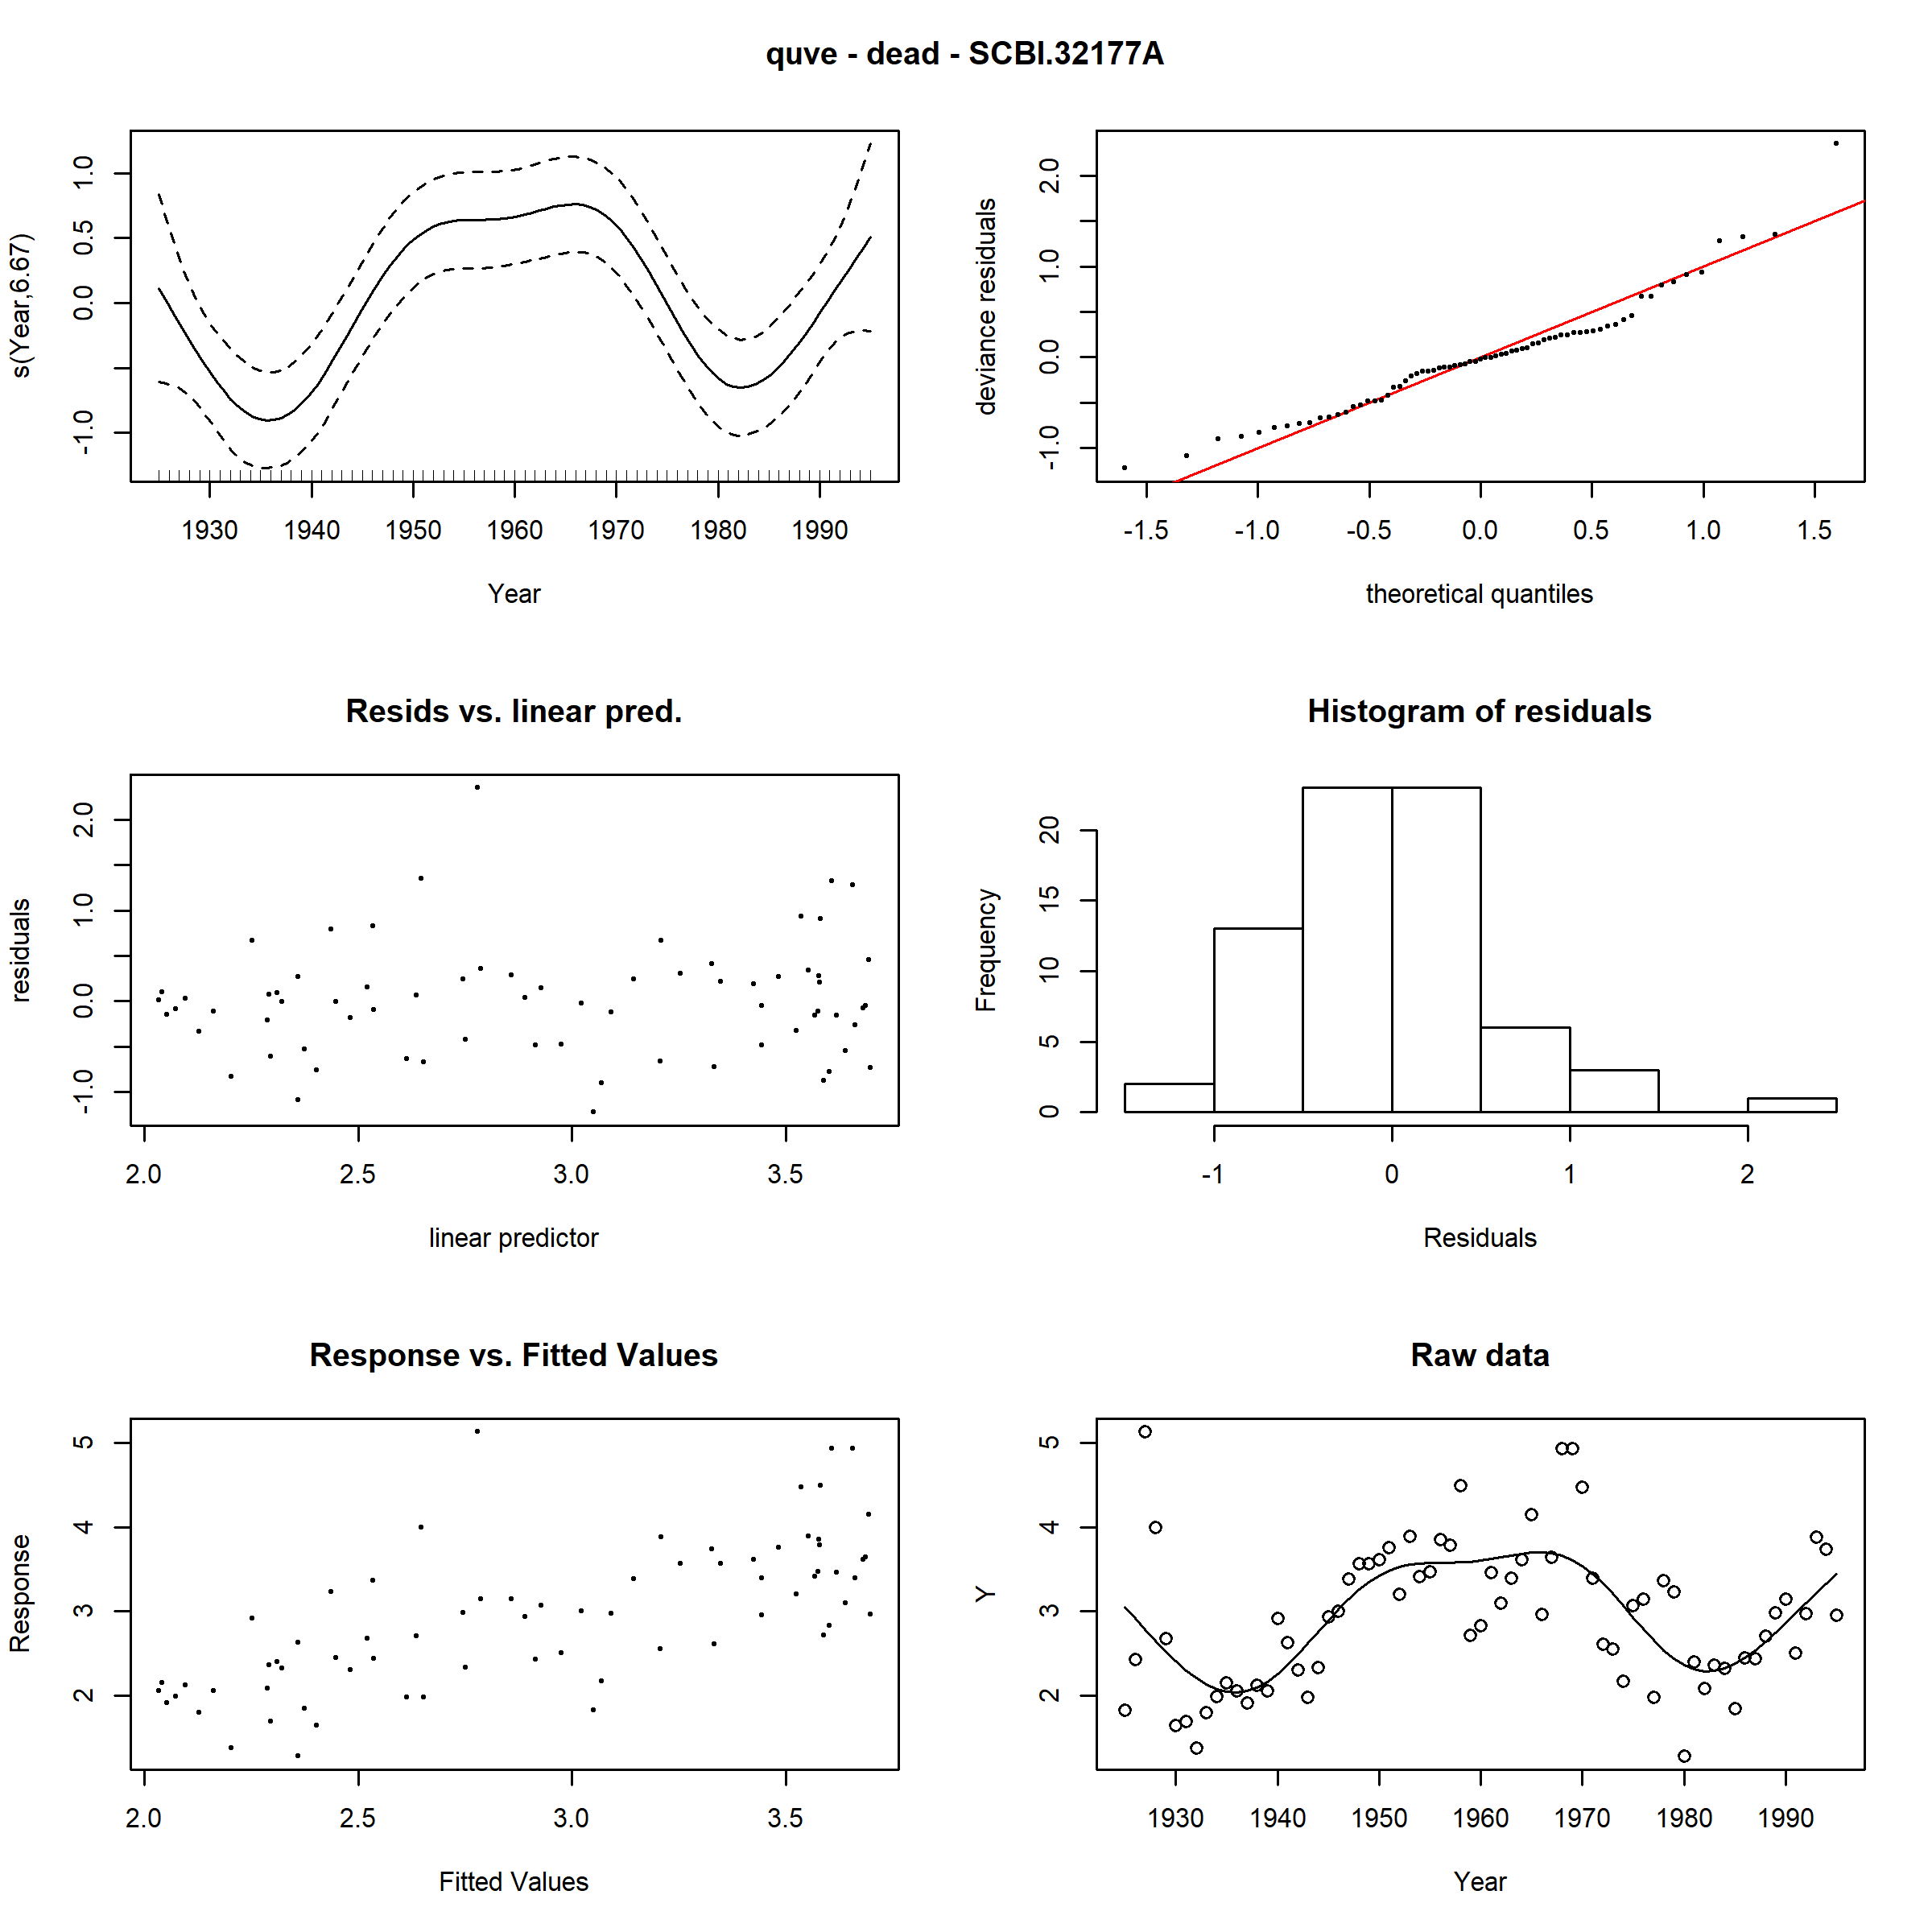 quve - dead - SCBI.32177A
s(Year,6.67)
1.0
0.5
0.0
-1.0
1930 1940 1950 1960 1970 1980 1990
Year
deviance residuals
2.0
1.0
0.0
-1.0
-1.5 -1.0 -0.5 0.0 0.5 1.0 1.5
theoretical quantiles
Resids vs. linear pred.
residuals
2.0
1.0
0.0
-1.0
2.0 2.5 3.0 3.5
linear predictor
Histogram of residuals
Frequency
20
15
10
5
0
-1 0 1 2
Residuals
Response vs. Fitted Values
Response
5
4
3
2
2.0 2.5 3.0 3.5
Fitted Values
Raw data
Y
5
4
3
2
1930 1940 1950 1960 1970 1980 1990
Year